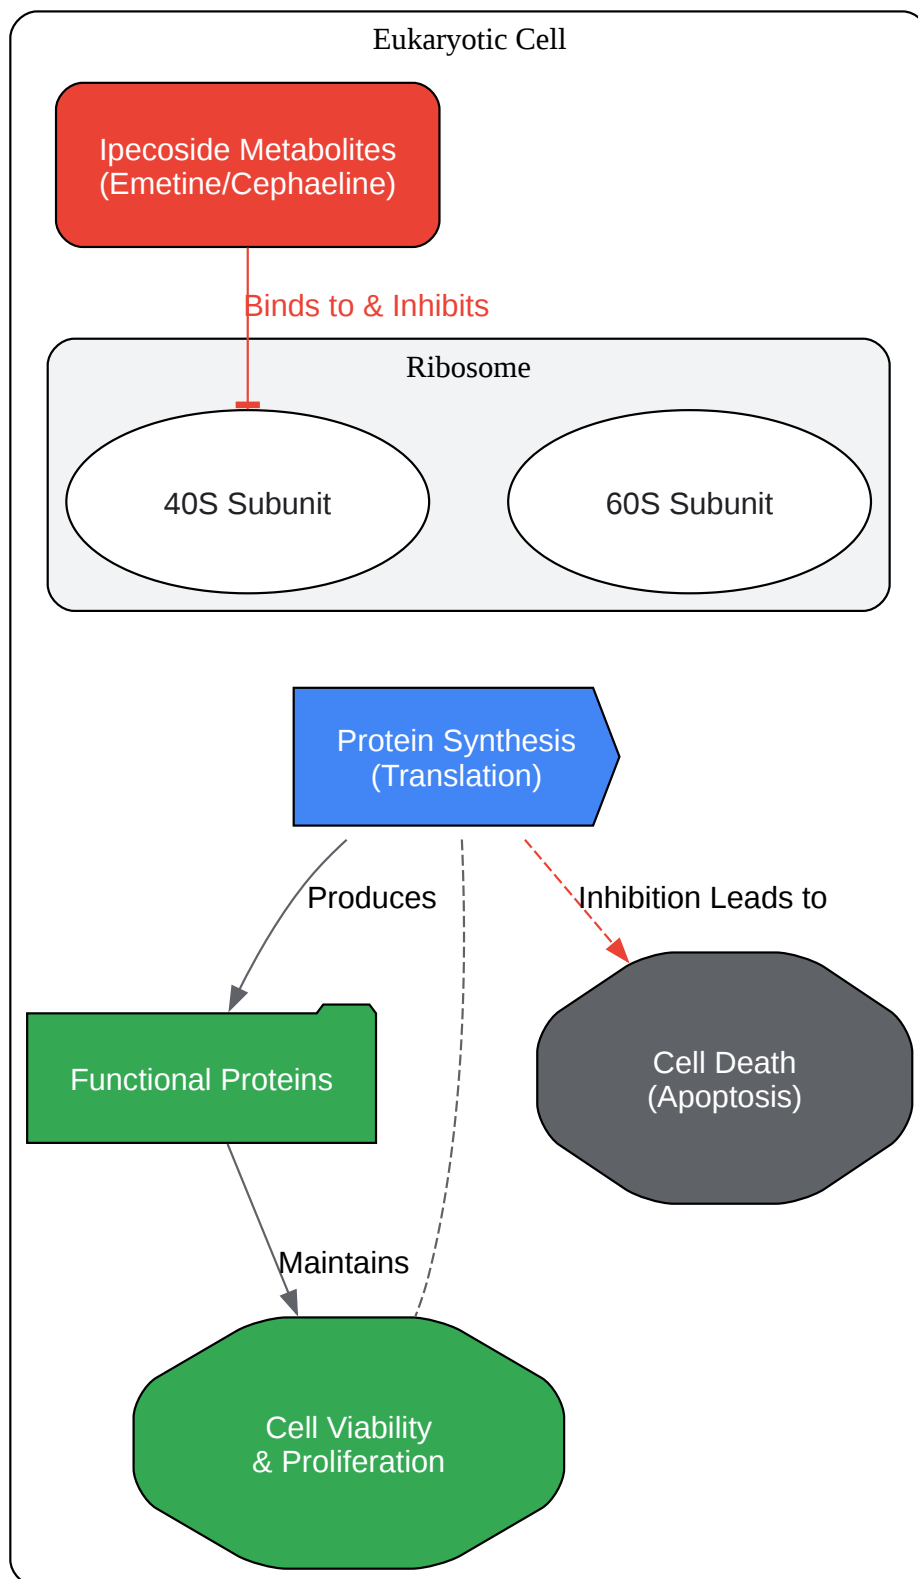 Eukaryotic Cell
Ipecoside Metabolites
(Emetine/Cephaeline)
Binds to & Inhibits
Ribosome
40S Subunit
60S Subunit
Protein Synthesis
(Translation)
Produces
Inhibition Leads to
Functional Proteins
Cell Death
(Apoptosis)
Maintains
Cell Viability
& Proliferation